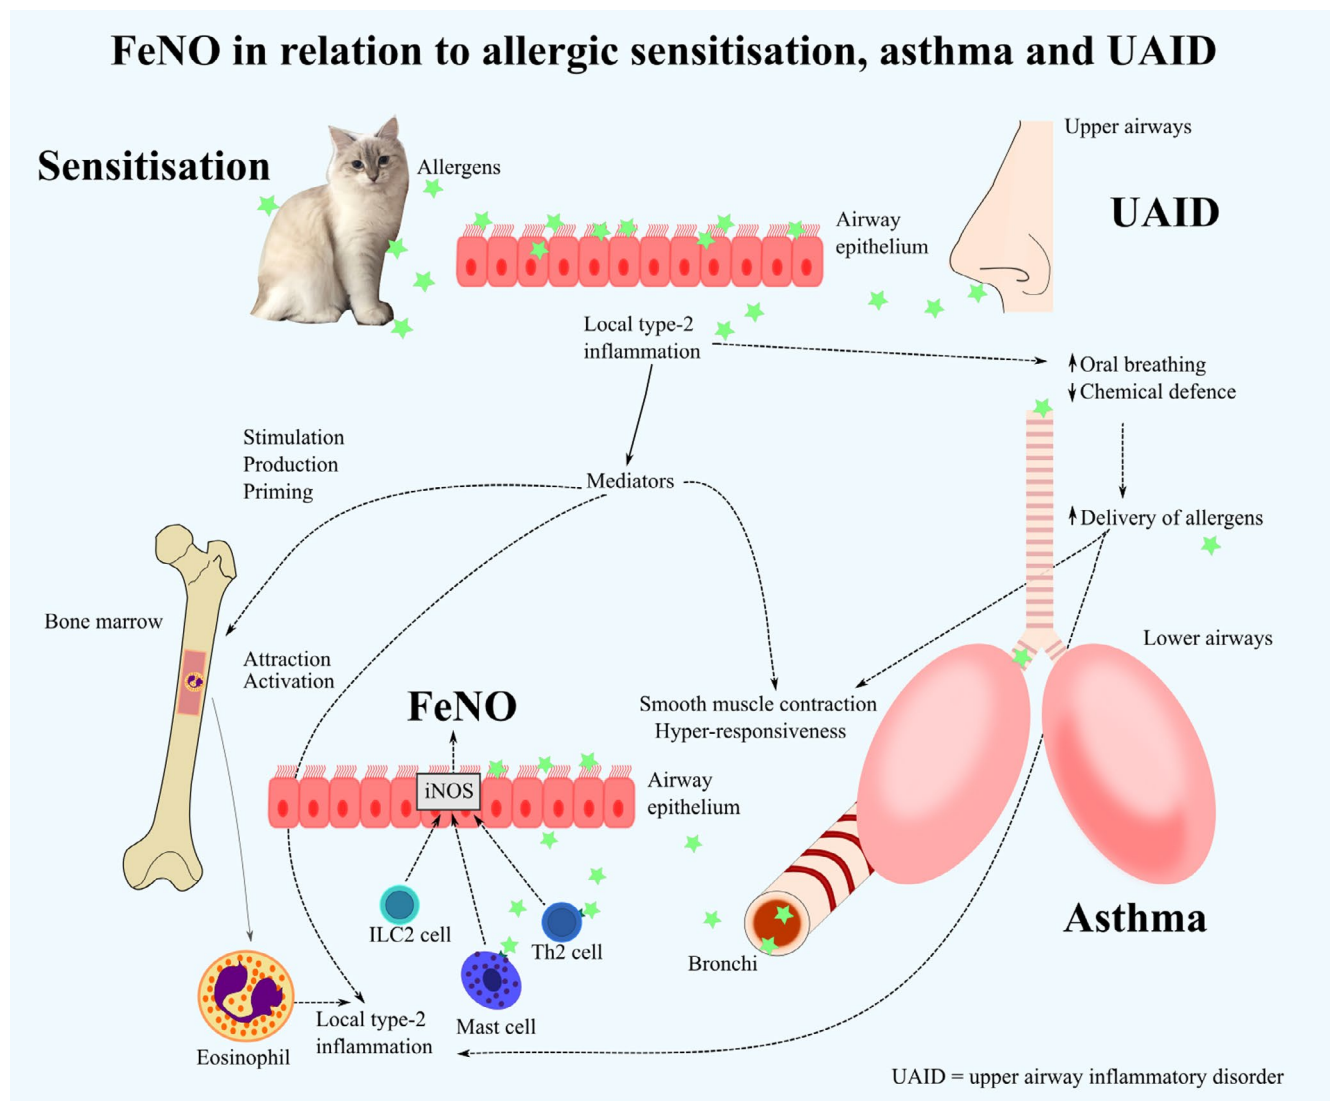 FeNO in relation to allergic sensitisation, asthma and UAID
Sensitisation
Allergens
Upper airways
UAID
Airway
epithelium
Local type-2
inflammation
Oral breathing
Chemical defence
Stimulation
Production
Priming
Mediators
Delivery of allergens
Bone marrow
Lower airways
Attraction
Activation
FeNO
Smooth muscle contraction
Hyper-responsiveness
iNOS
Airway
epithelium
ILC2 cell
Th2 cell
Mast cell
Bronchi
Asthma
Eosinophil
Local type-2
inflammation
UAID = upper airway inflammatory disorder